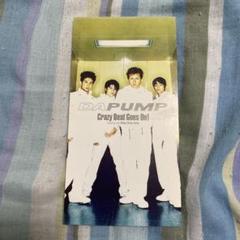 DA PUMP
Crazy Beat Goes On!